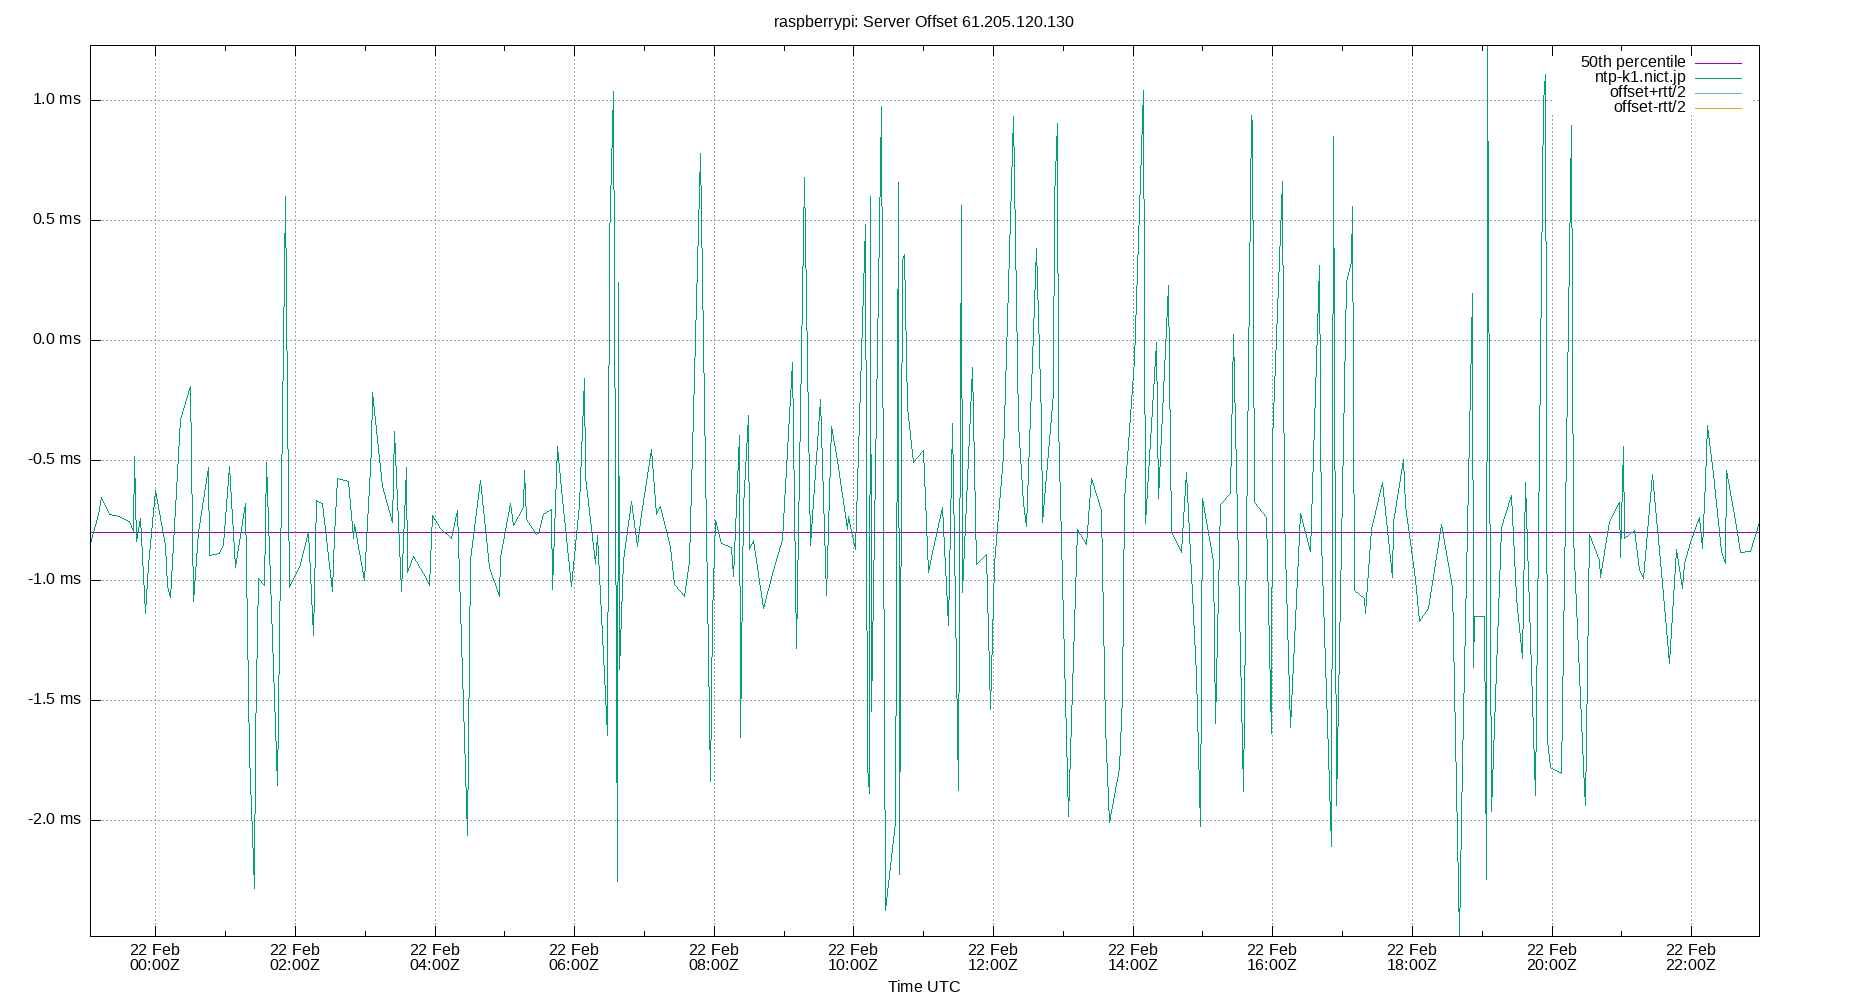 raspberrypi: Server Offset 61.205.120.130
50th percentile
ntp-k1.nict.jp
offset+rtt/2
offset-rtt/2
1.0 ms
0.5 ms
0.0 ms
-0.5 ms
-1.0 ms
-1.5 ms
-2.0 ms
22 Feb 22 Feb 22 Feb 22 Feb 22 Feb 22 Feb 22 Feb 22 Feb 22 Feb 22 Feb 22 Feb 22 Feb
00:00Z 02:00Z 04:00Z 06:00Z 08:00Z 10:00Z 12:00Z 14:00Z 16:00Z 18:00Z 20:00Z 22:00Z
Time UTC